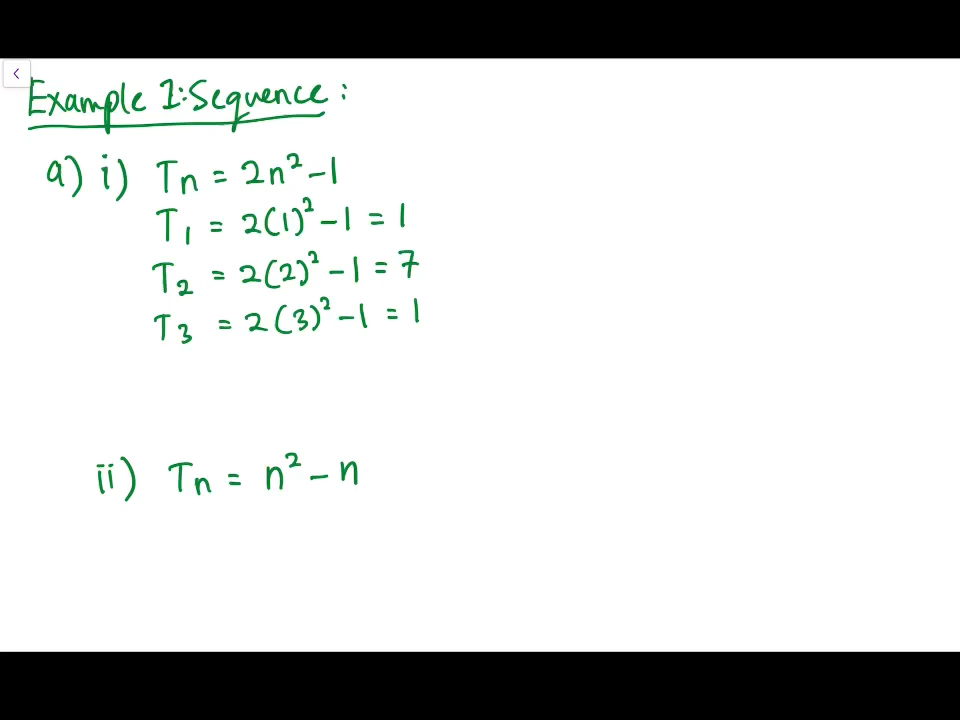 Example 1: Sequence:
a) i) Tn = 2n² - 1
T1 = 2(1)² - 1 = 1
T2 = 2(2)² - 1 = 7
T3 = 2(3)² - 1 = 1
ii) Tn = n² - n